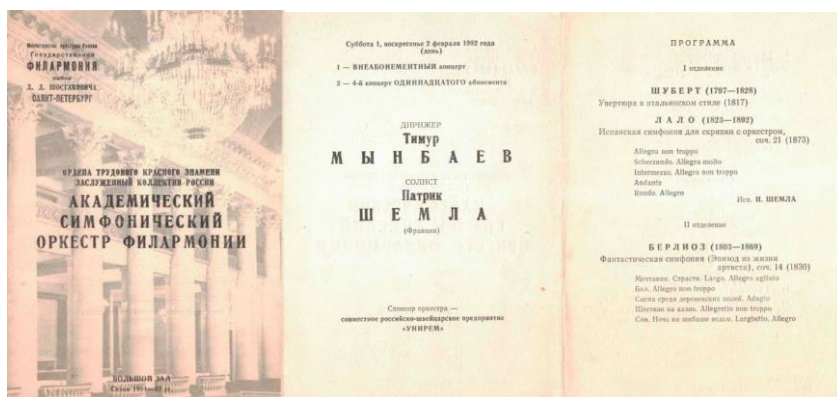 Министерство культуры России
Государственная
ФИЛАРМОНИЯ
имени
Д. Д. ШОСТАКОВИЧА
САНКТ-ПЕТЕРБУРГ
ОРДЕНА ТРУДОВОГО КРАСНОГО ЗНАМЕНИ
ЗАСЛУЖЕННЫЙ КОЛЛЕКТИВ РОССИИ
АКАДЕМИЧЕСКИЙ
СИМФОНИЧЕСКИЙ
ОРКЕСТР ФИЛАРМОНИИ
БОЛЬШОЙ ЗАЛ
Сезон 1991—92 гг.
Суббота 1, воскресенье 2 февраля 1992 года
(день)
1 — ВНЕАБОНЕМЕНТНЫЙ концерт
2 — 4-й концерт ОДИННАДЦАТОГО абонемента
ДИРИЖЕР
Тимур
МЫНБАЕВ
СОЛИСТ
Патрик
ШЕМЛА
(Франция)
Спонсор оркестра —
совместное российско-швейцарское предприятие
«УНИРЕМ»
ПРОГРАММА
I отделение
ШУБЕРТ (1797—1828)
Увертюра в итальянском стиле (1817)
ЛАЛО (1823—1892)
Испанская симфония для скрипки с оркестром,
соч. 21 (1873)
Allegro non troppo
Scherzando. Allegro molto
Intermezzo. Allegro non troppo
Andante
Rondo. Allegro
Исп. П. ШЕМЛА
II отделение
БЕРЛИОЗ (1803—1869)
Фантастическая симфония (Эпизод из жизни
артиста), соч. 14 (1830)
Мечтания. Страсти. Largo. Allegro agitato
Бал. Allegro non troppo
Сцена среди деревенских полей. Adagio
Шествие на казнь. Allegretto non troppo
Сон. Ночь на шабаше ведьм. Larghetto. Allegro